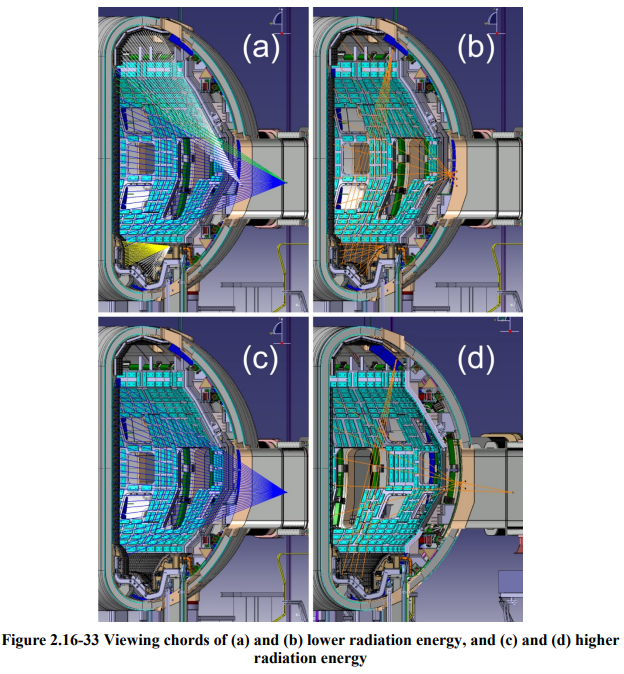 (a)
(b)
(c)
(d)
Figure 2.16-33 Viewing chords of (a) and (b) lower radiation energy, and (c) and (d) higher
radiation energy